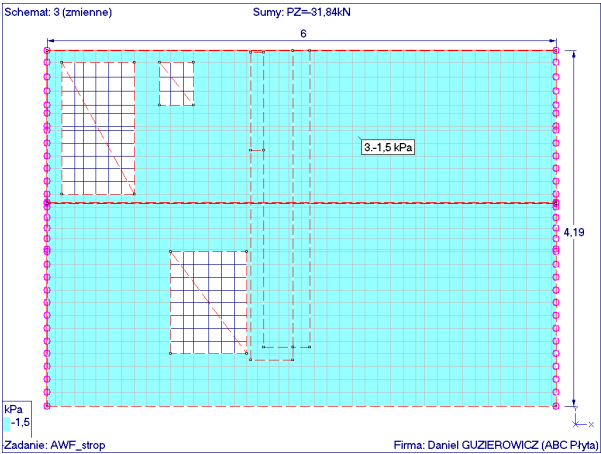 Schemat: 3 (zmienne) Sumy: PZ=-31,84kN
6
3.-1,5 kPa
4,19
kPa
-1,5
Y
X
Zadanie: AWF_strop Firma: Daniel GUZIEROWICZ (ABC Płyta)